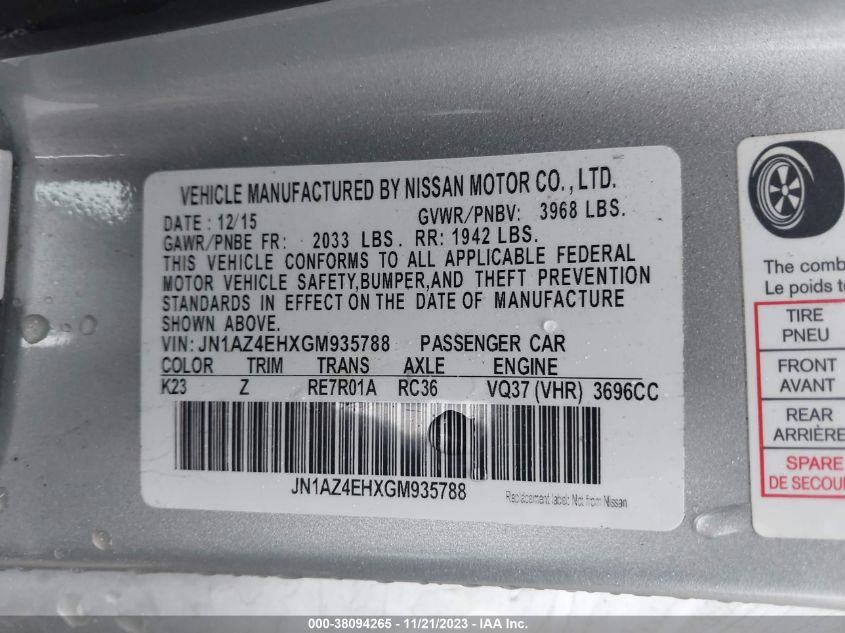 VEHICLE MANUFACTURED BY NISSAN MOTOR CO., LTD.
DATE: 12/15 GVWR/PNBV: 3968 LBS.
GAWR/PNBE FR: 2033 LBS. RR: 1942 LBS.
THIS VEHICLE CONFORMS TO ALL APPLICABLE FEDERAL
MOTOR VEHICLE SAFETY,BUMPER,AND THEFT PREVENTION
STANDARDS IN EFFECT ON THE DATE OF MANUFACTURE
SHOWN ABOVE.
VIN: JN1AZ4EHXGM935788 PASSENGER CAR
COLOR TRIM TRANS AXLE ENGINE
K23 Z RE7R01A RC36 VQ37 (VHR) 3696CC
JN1AZ4EHXGM935788
Replacement label: Not from Nissan
The comb
Le poids t
TIRE
PNEU
FRONT
AVANT
REAR
ARRIÈRE
SPARE
DE SECOU
000-38094265 - 11/21/2023 - IAA Inc.